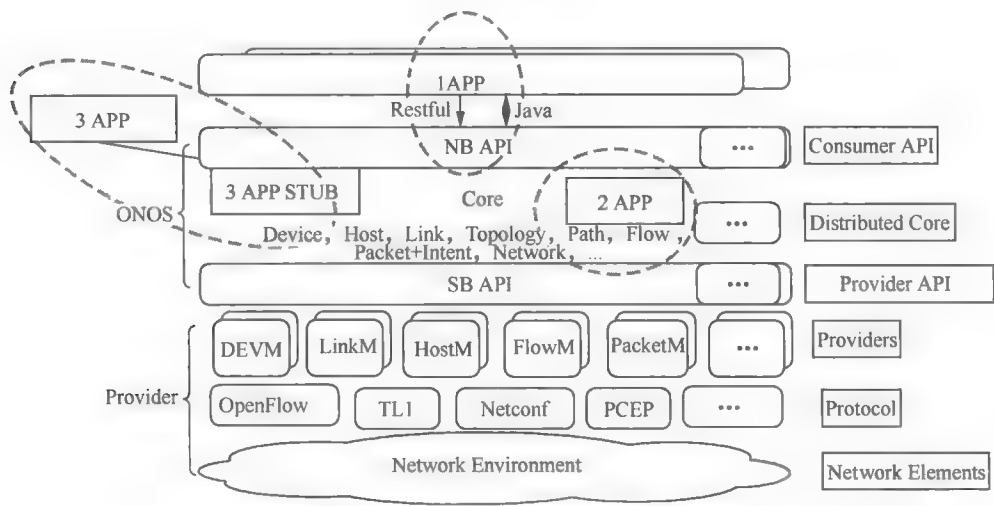 1APP
3 APP
Restful
Java
NB API
...
Consumer API
3 APP STUB
Core
2 APP
ONOS
...
Distributed Core
Device, Host, Link, Topology, Path, Flow,
Packet+Intent, Network, ...
SB API
...
Provider API
DEVM
LinkM
HostM
FlowM
PacketM
...
Providers
Provider
OpenFlow
TL1
Netconf
PCEP
...
Protocol
Network Environment
Network Elements